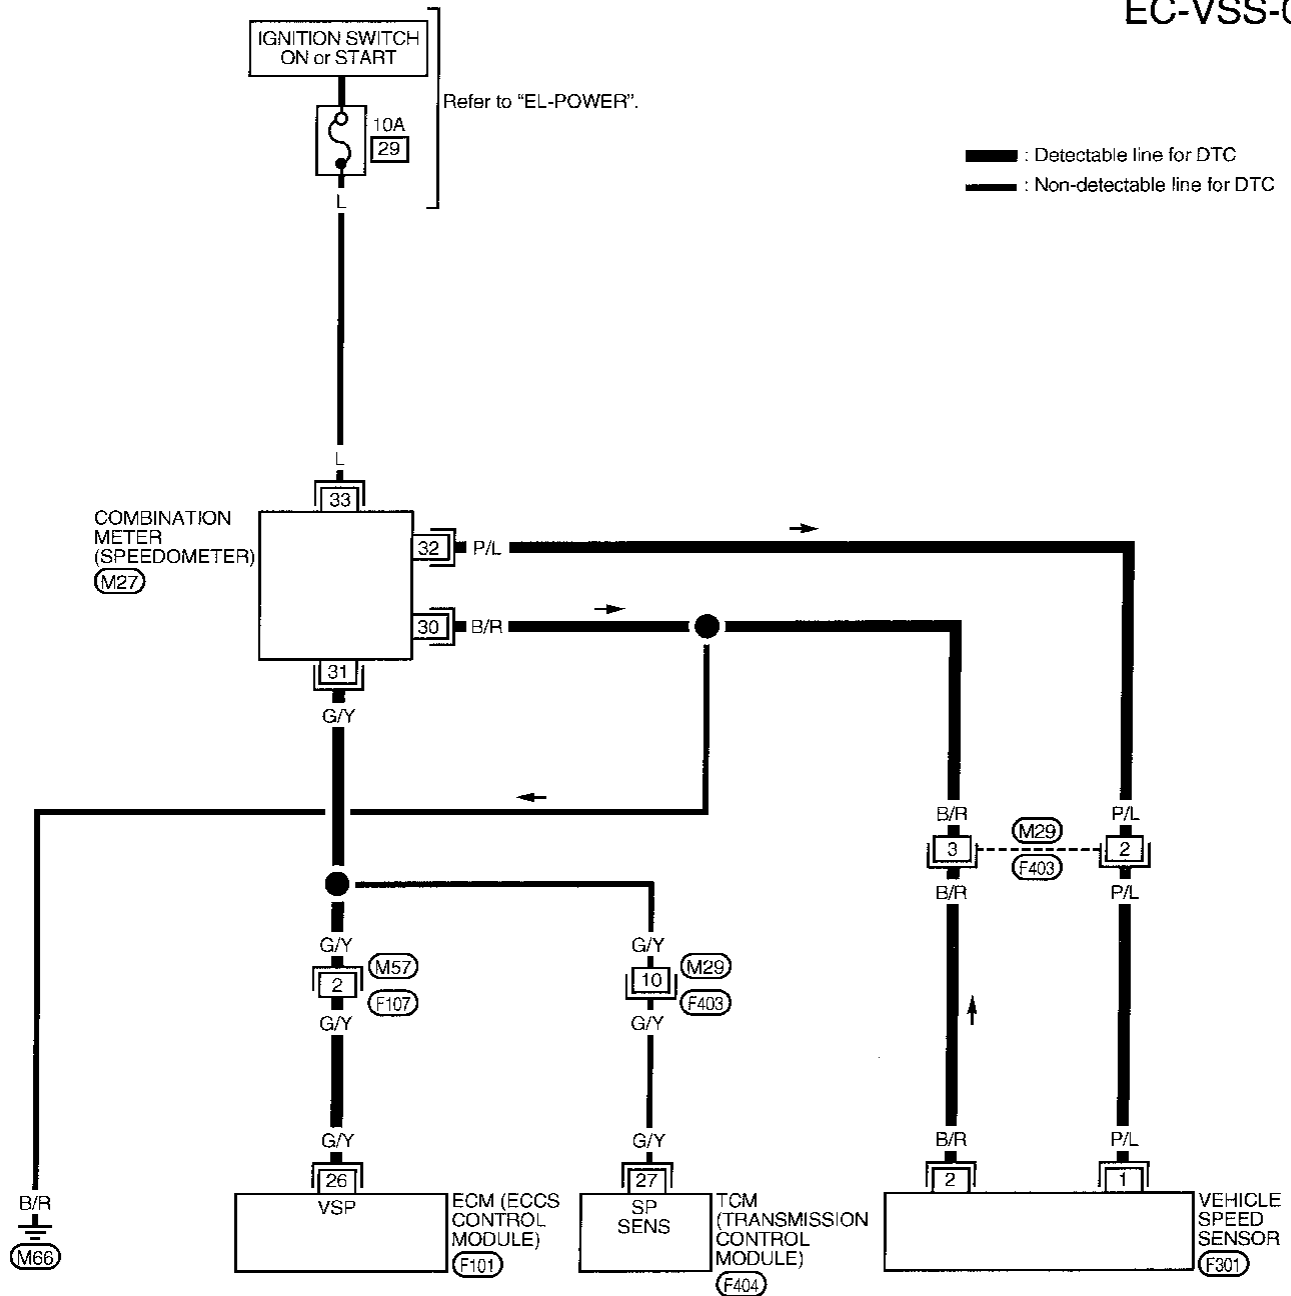 EC-VSS-0
IGNITION SWITCH
ON or START
Refer to "EL-POWER".
10A
29
L
: Detectable line for DTC
: Non-detectable line for DTC
L
33
COMBINATION
METER
(SPEEDOMETER)
M27
32
P/L
30
B/R
31
G/Y
B/R
P/L
3
M29
F403
2
B/R
P/L
G/Y
2
M57
F107
G/Y
G/Y
10
M29
F403
G/Y
G/Y
G/Y
B/R
P/L
26
VSP
27
SP
SENS
2
1
B/R
M66
ECM (ECCS
CONTROL
MODULE)
F101
TCM
(TRANSMISSION
CONTROL
MODULE)
F404
VEHICLE
SPEED
SENSOR
F301